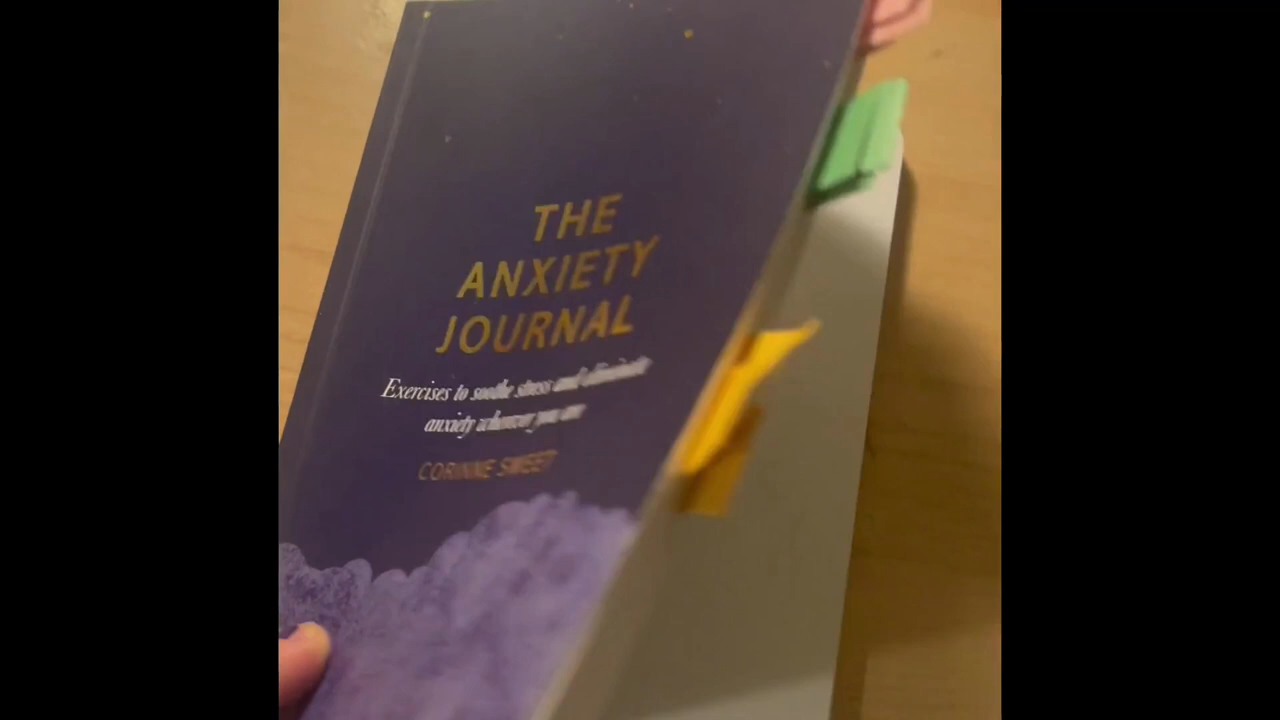 THE
ANXIETY
JOURNAL
Exercises to soothe stress and eliminate
anxiety wherever you are
CORINNE SWEET